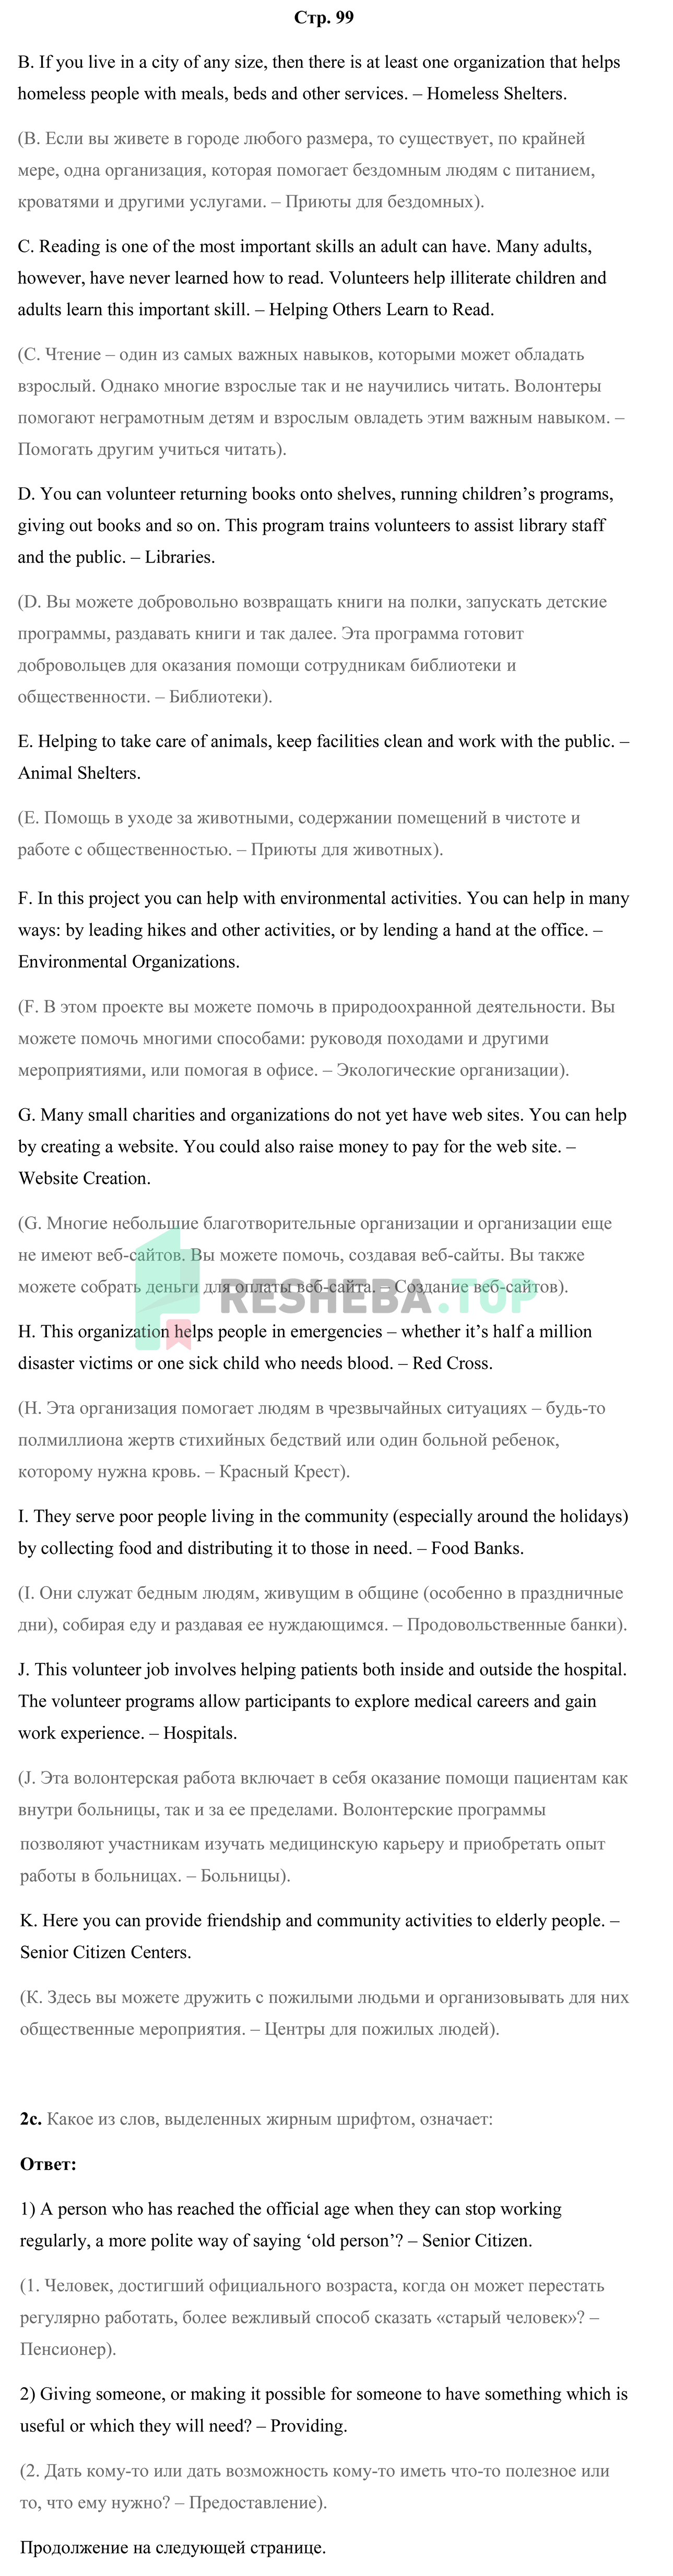 Стр. 99
B. If you live in a city of any size, then there is at least one organization that helps
homeless people with meals, beds and other services. – Homeless Shelters.
(B. Если вы живете в городе любого размера, то существует, по крайней
мере, одна организация, которая помогает бездомным людям с питанием,
кроватями и другими услугами. – Приюты для бездомных).
C. Reading is one of the most important skills an adult can have. Many adults,
however, have never learned how to read. Volunteers help illiterate children and
adults learn this important skill. – Helping Others Learn to Read.
(C. Чтение – один из самых важных навыков, которыми может обладать
взрослый. Однако многие взрослые так и не научились читать. Волонтеры
помогают неграмотным детям и взрослым овладеть этим важным навыком. –
Помогать другим учиться читать).
D. You can volunteer returning books onto shelves, running children’s programs,
giving out books and so on. This program trains volunteers to assist library staff
and the public. – Libraries.
(D. Вы можете добровольно возвращать книги на полки, запускать детские
программы, раздавать книги и так далее. Эта программа готовит
добровольцев для оказания помощи сотрудникам библиотеки и
общественности. – Библиотеки).
E. Helping to take care of animals, keep facilities clean and work with the public. –
Animal Shelters.
(E. Помощь в уходе за животными, содержании помещений в чистоте и
работе с общественностью. – Приюты для животных).
F. In this project you can help with environmental activities. You can help in many
ways: by leading hikes and other activities, or by lending a hand at the office. –
Environmental Organizations.
(F. В этом проекте вы можете помочь в природоохранной деятельности. Вы
можете помочь многими способами: руководя походами и другими
мероприятиями, или помогая в офисе. – Экологические организации).
G. Many small charities and organizations do not yet have web sites. You can help
by creating a website. You could also raise money to pay for the web site. –
Website Creation.
(G. Многие небольшие благотворительные организации и организации еще
не имеют веб-сайтов. Вы можете помочь, создавая веб-сайты. Вы также
можете собрать деньги для оплаты веб-сайта. – Создание веб-сайтов).
RESHEBA.TOP
H. This organization helps people in emergencies – whether it’s half a million
disaster victims or one sick child who needs blood. – Red Cross.
(H. Эта организация помогает людям в чрезвычайных ситуациях – будь-то
полмиллиона жертв стихийных бедствий или один больной ребенок,
которому нужна кровь. – Красный Крест).
I. They serve poor people living in the community (especially around the holidays)
by collecting food and distributing it to those in need. – Food Banks.
(I. Они служат бедным людям, живущим в общине (особенно в праздничные
дни), собирая еду и раздавая ее нуждающимся. – Продовольственные банки).
J. This volunteer job involves helping patients both inside and outside the hospital.
The volunteer programs allow participants to explore medical careers and gain
work experience. – Hospitals.
(J. Эта волонтерская работа включает в себя оказание помощи пациентам как
внутри больницы, так и за ее пределами. Волонтерские программы
позволяют участникам изучать медицинскую карьеру и приобретать опыт
работы в больницах. – Больницы).
K. Here you can provide friendship and community activities to elderly people. –
Senior Citizen Centers.
(К. Здесь вы можете дружить с пожилыми людьми и организовывать для них
общественные мероприятия. – Центры для пожилых людей).
2c. Какое из слов, выделенных жирным шрифтом, означает:
Ответ:
1) A person who has reached the official age when they can stop working
regularly, a more polite way of saying ‘old person’? – Senior Citizen.
(1. Человек, достигший официального возраста, когда он может перестать
регулярно работать, более вежливый способ сказать «старый человек»? –
Пенсионер).
2) Giving someone, or making it possible for someone to have something which is
useful or which they will need? – Providing.
(2. Дать кому-то или дать возможность кому-то иметь что-то полезное или
то, что ему нужно? – Предоставление).
Продолжение на следующей странице.